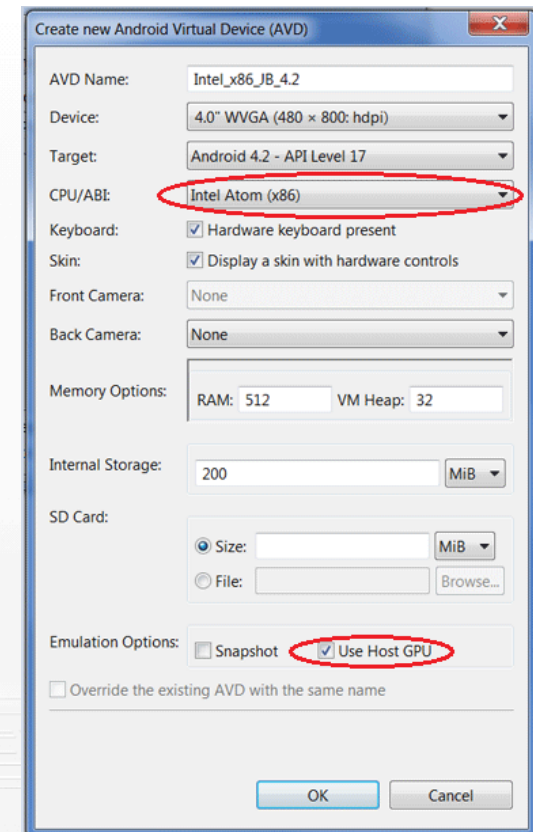 Create new Android Virtual Device (AVD)
AVD Name: Intel_x86_JB_4.2
Device: 4.0" WVGA (480 × 800: hdpi)
Target: Android 4.2 - API Level 17
CPU/ABI: Intel Atom (x86)
Keyboard: Hardware keyboard present
Skin: Display a skin with hardware controls
Front Camera: None
Back Camera: None
Memory Options: RAM: 512 VM Heap: 32
Internal Storage: 200 MiB
SD Card:
Size: MiB
File: Browse...
Emulation Options: Snapshot Use Host GPU
Override the existing AVD with the same name
OK Cancel